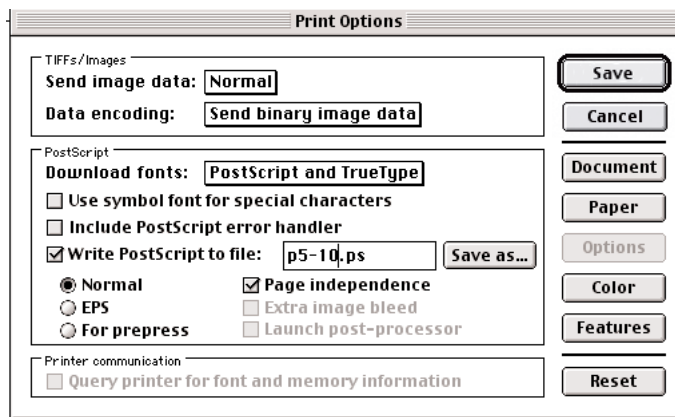 Print Options
TIFFs/Images
Send image data: Normal
Data encoding: Send binary image data
PostScript
Download fonts: PostScript and TrueType
Use symbol font for special characters
Include PostScript error handler
Write PostScript to file: p5-10.ps Save as...
Normal Page independence
EPS Extra image bleed
For prepress Launch post-processor
Printer communication
Query printer for font and memory information
Save
Cancel
Document
Paper
Options
Color
Features
Reset